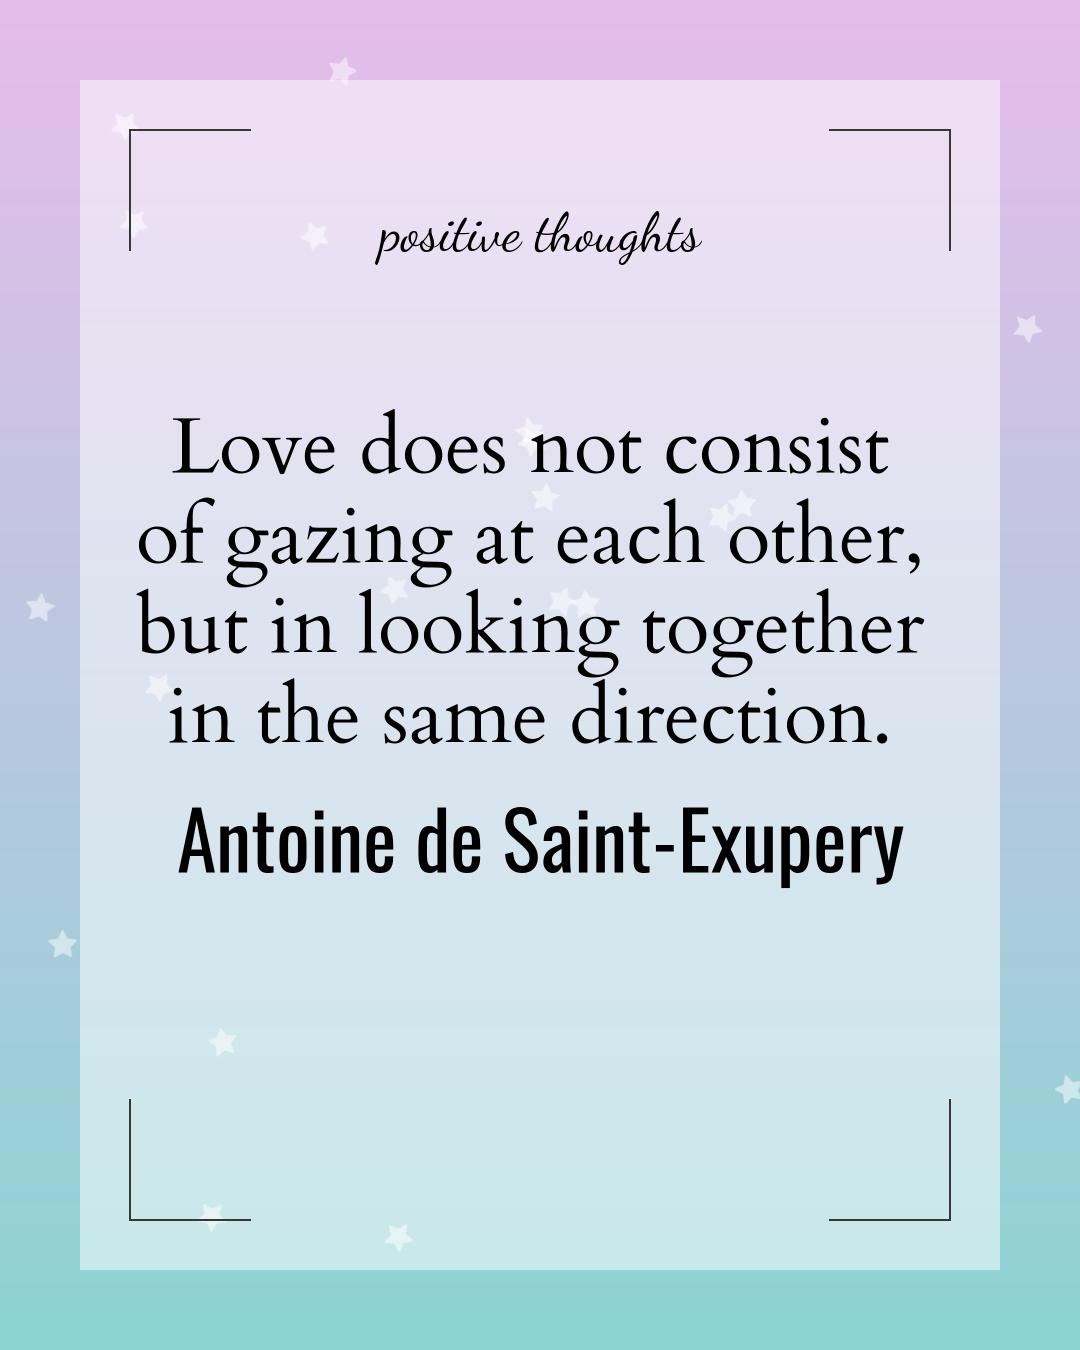 positive thoughts
Love does not consist
of gazing at each other,
but in looking together
in the same direction.
Antoine de Saint-Exupery